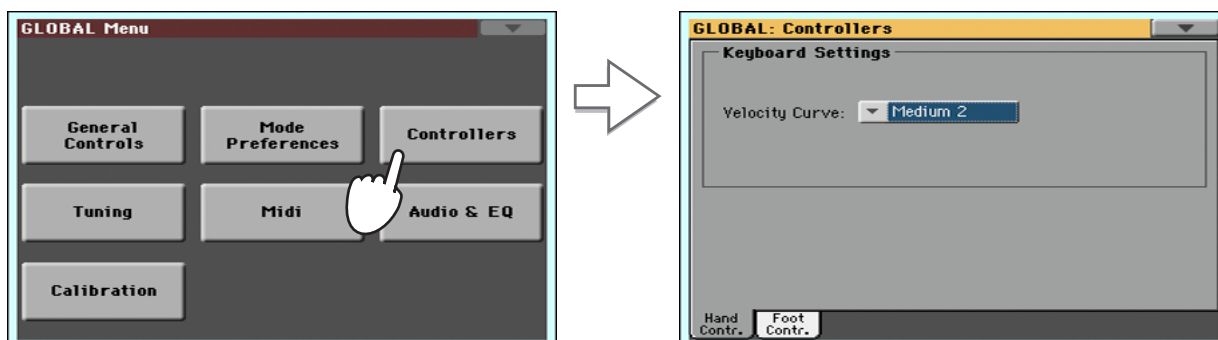 GLOBAL Menu
General
Controls
Mode
Preferences
Controllers
Tuning
Midi
Audio & EQ
Calibration
GLOBAL: Controllers
Keyboard Settings
Velocity Curve: Medium 2
Hand
Contr.
Foot
Contr.